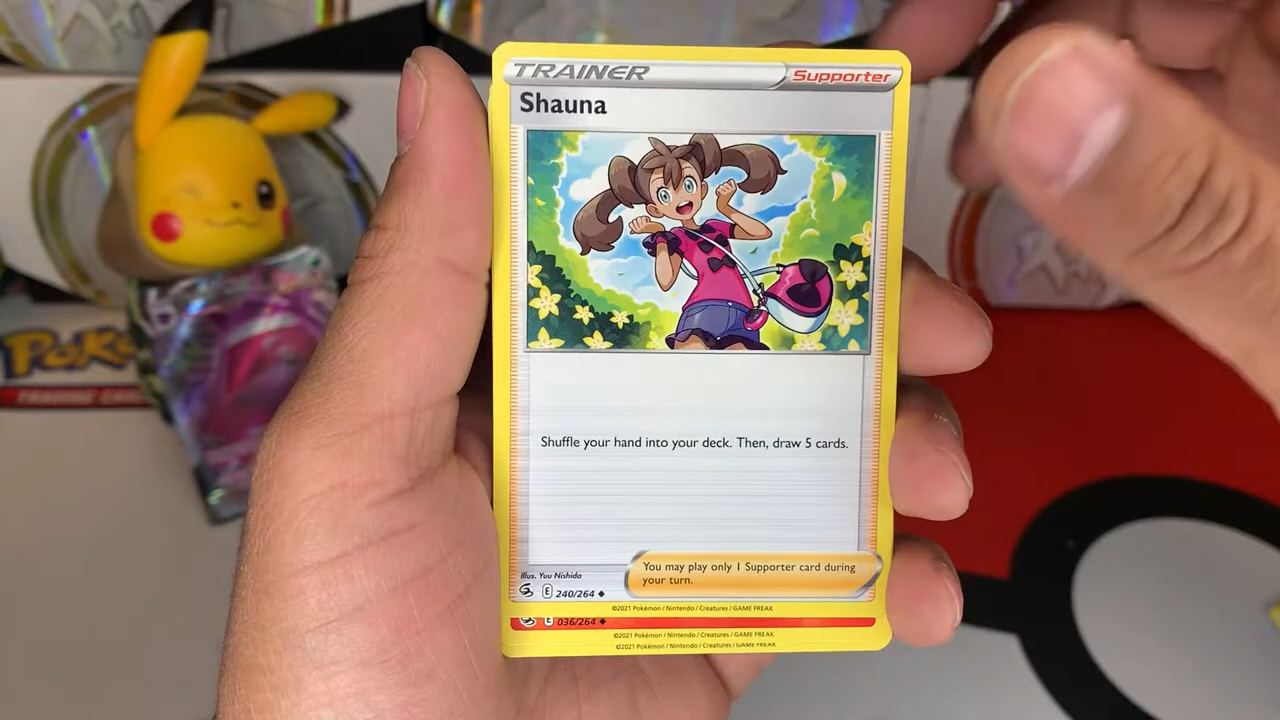 TRAINER
Supporter
Shauna
Shuffle your hand into your deck. Then, draw 5 cards.
You may play only 1 Supporter card during
your turn.
Illus. Yuu Nishida
E 240/264
©2021 Pokémon / Nintendo / Creatures / GAME FREAK
E 036/264
©2021 Pokémon / Nintendo / Creatures / GAME FREAK
©2021 Pokémon / Nintendo / Creatures / GAME FREAK